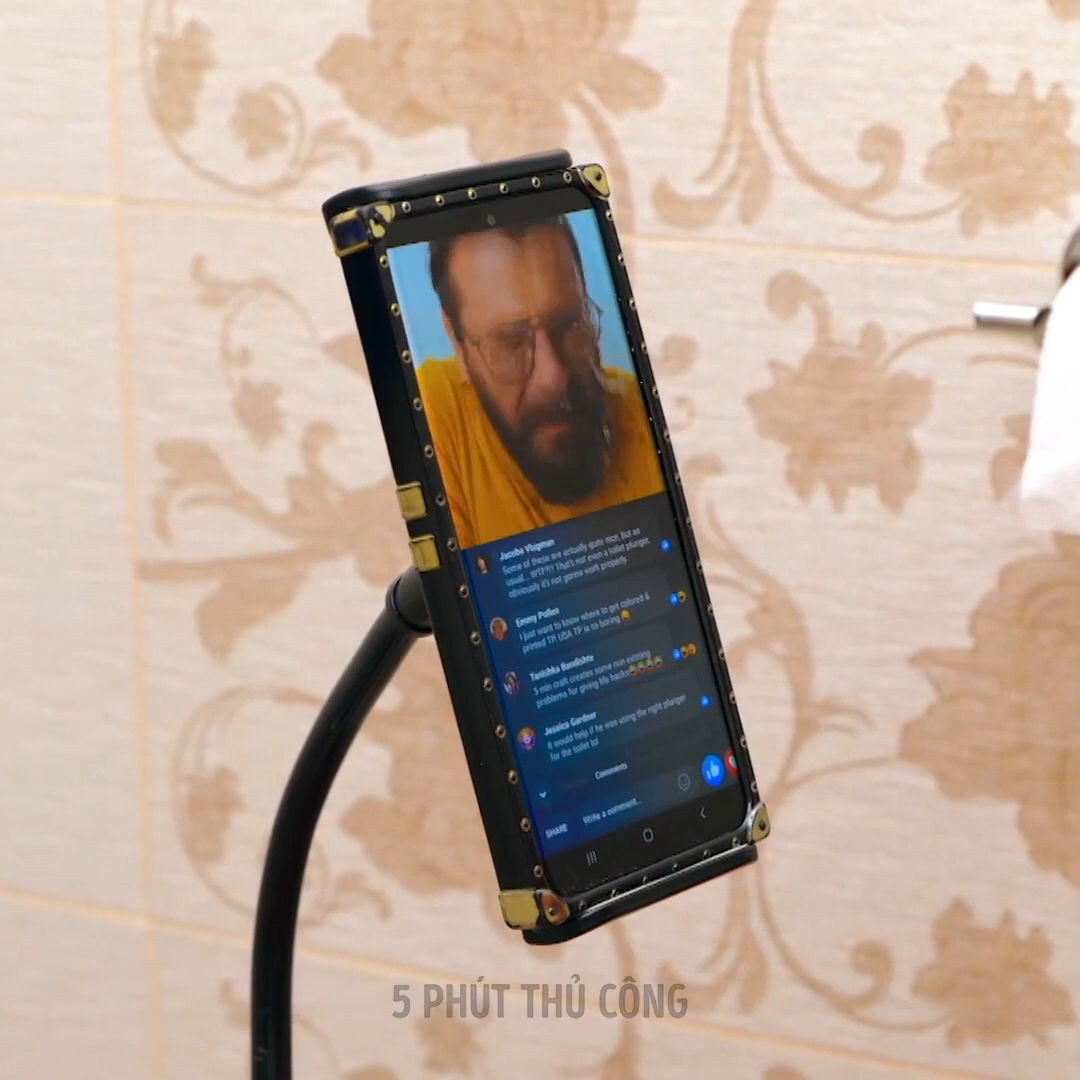 Jacoba Vlugman
Some of these are actually quite nice, but as
usual... WTF?!? That's not even a toilet plunger,
obviously it's not gonna work properly
Emmy Pollen
I just want to know where to get colored &
printed TP. USA TP is so boring
Tanishka Bandishte
5 min craft creates some non existing
problems for giving life hacks
Jessica Gardner
It would help if he was using the right plunger
for the toilet lol
Comments
SHARE
Write a comment...
5 PHÚT THỦ CÔNG